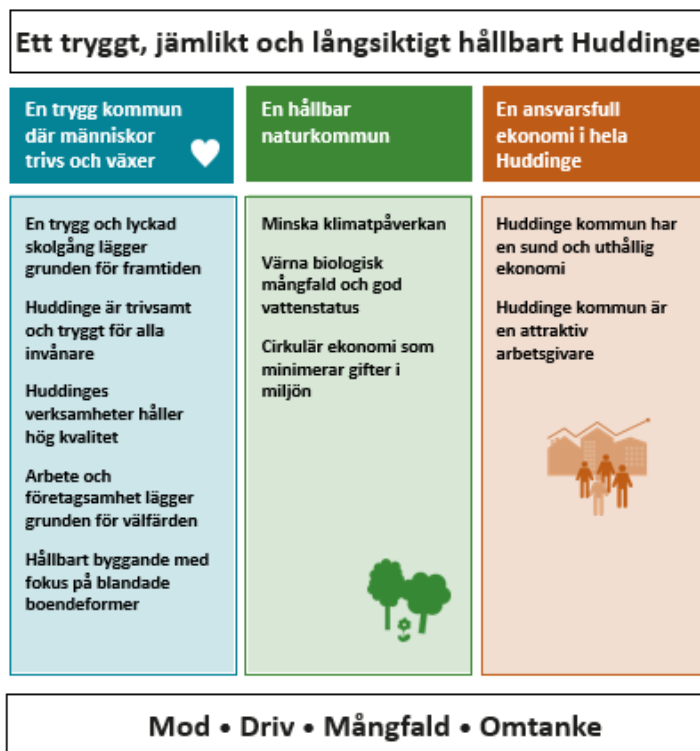 Ett tryggt, jämlikt och långsiktigt hållbart Huddinge
En trygg kommun
där människor
trivs och växer
En trygg och lyckad
skolgång lägger
grunden för framtiden
Huddinge är trivsamt
och tryggt för alla
invånare
Huddinges
verksamheter håller
hög kvalitet
Arbete och
företagsamhet lägger
grunden för välfärden
Hållbart byggande med
fokus på blandade
boendeformer
En hållbar
naturkommun
Minska klimatpåverkan
Värna biologisk
mångfald och god
vattenstatus
Cirkulär ekonomi som
minimerar gifter i
miljön
En ansvarsfull
ekonomi i hela
Huddinge
Huddinge kommun har
en sund och uthållig
ekonomi
Huddinge kommun är
en attraktiv
arbetsgivare
Mod • Driv • Mångfald • Omtanke